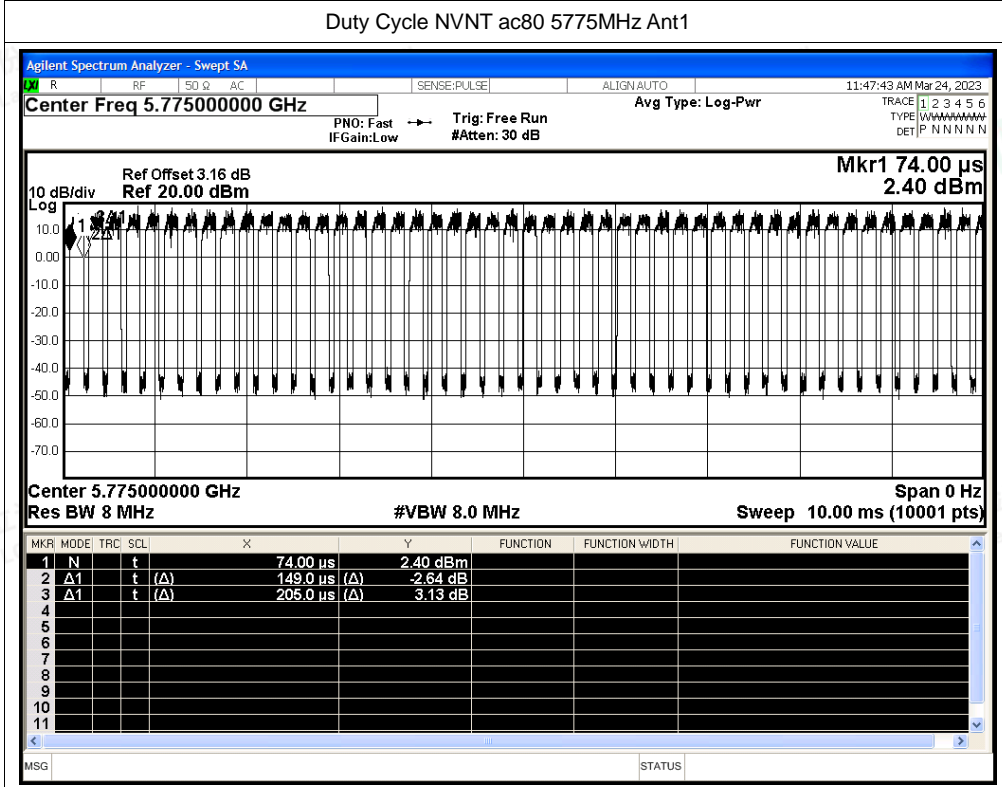 Duty Cycle NVNT ac80 5775MHz Ant1
Agilent Spectrum Analyzer - Swept SA
LXI R RF 50 Ω AC SENSE:PULSE ALIGN AUTO 11:47:43 AM Mar 24, 2023
Center Freq 5.775000000 GHz Avg Type: Log-Pwr TRACE 1 2 3 4 5 6
PNO: Fast Trig: Free Run TYPE
IFGain:Low #Atten: 30 dB DET P N N N N N
Mkr1 74.00 µs
Ref Offset 3.16 dB
10 dB/div Ref 20.00 dBm 2.40 dBm
Log
10.0
0.00
-10.0
-20.0
-30.0
-40.0
-50.0
-60.0
-70.0
Center 5.775000000 GHz Span 0 Hz
Res BW 8 MHz #VBW 8.0 MHz Sweep 10.00 ms (10001 pts)
MKR MODE TRC SCL X Y FUNCTION FUNCTION WIDTH FUNCTION VALUE
1 N t 74.00 µs 2.40 dBm
2 Δ1 t (Δ) 149.0 µs (Δ) -2.64 dB
3 Δ1 t (Δ) 205.0 µs (Δ) 3.13 dB
4
5
6
7
8
9
10
11
MSG STATUS